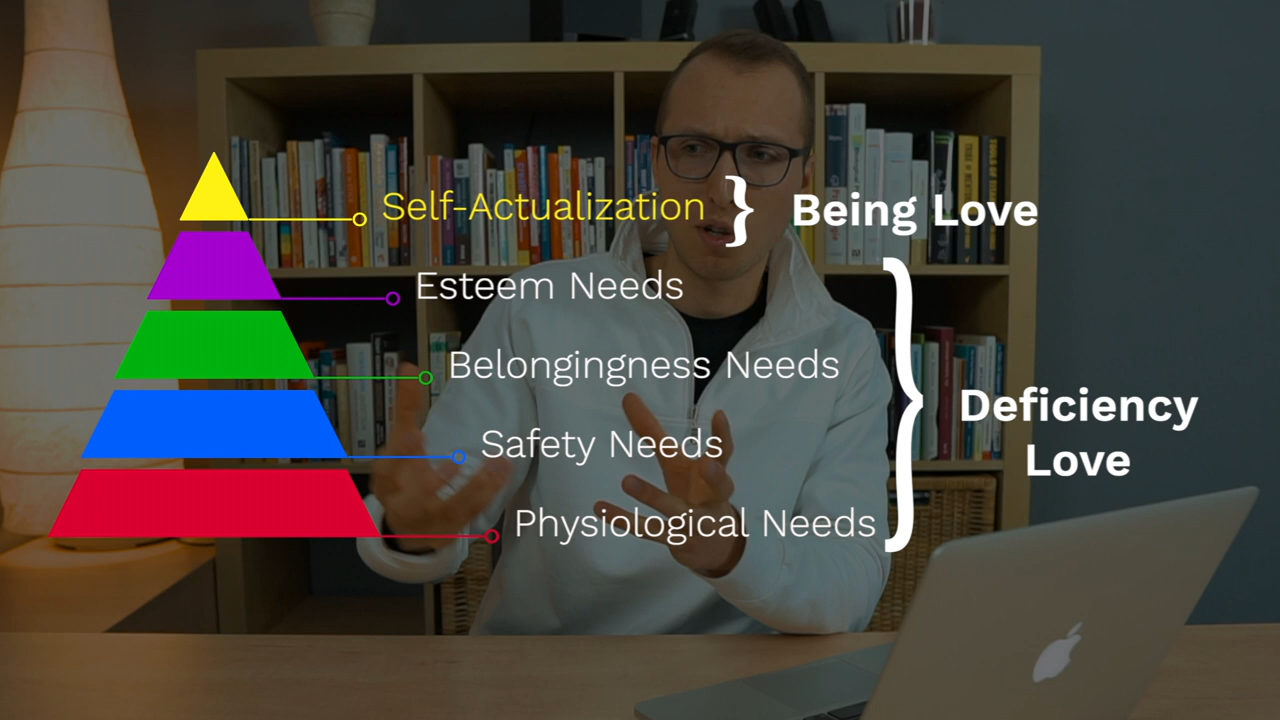 Self-Actualization } Being Love
Esteem Needs
Belongingness Needs
Safety Needs
Physiological Needs
} Deficiency
Love